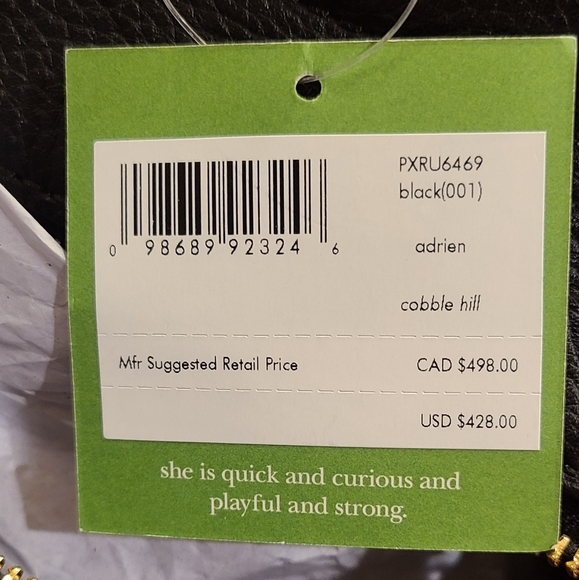 PXRU6469
black(001)
0 98689 92324 6
adrien
cobble hill
Mfr Suggested Retail Price CAD $498.00
USD $428.00
she is quick and curious and
playful and strong.